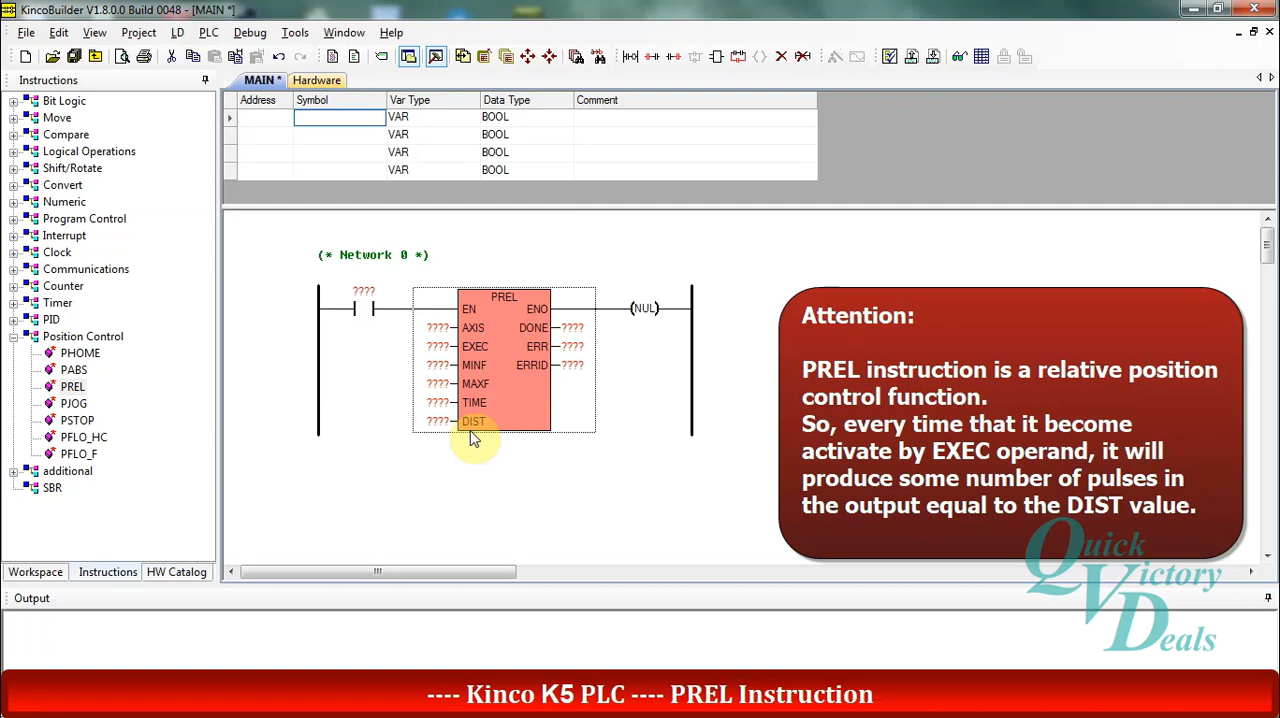 KincoBuilder V1.8.0.0 Build 0048 - [MAIN *]
File Edit View Project LD PLC Debug Tools Window Help
Instructions
MAIN * Hardware
Address Symbol Var Type Data Type Comment
VAR BOOL
VAR BOOL
VAR BOOL
VAR BOOL
Bit Logic
Move
Compare
Logical Operations
Shift/Rotate
Convert
Numeric
Program Control
Interrupt
Clock
Communications
Counter
Timer
PID
Position Control
PHOME
PABS
PREL
PJOG
PSTOP
PFLO_HC
PFLO_F
additional
SBR
(* Network 0 *)
????
PREL
EN ENO (NUL)
???? AXIS DONE ????
???? EXEC ERR ????
???? MINF ERRID ????
???? MAXF
???? TIME
???? DIST
Attention:
PREL instruction is a relative position
control function.
So, every time that it become
activate by EXEC operand, it will
produce some number of pulses in
the output equal to the DIST value.
Quick
Victory
Deals
Workspace Instructions HW Catalog
Output
---- Kinco K5 PLC ---- PREL Instruction